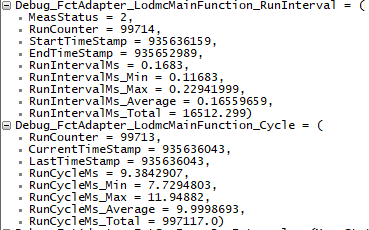 Debug_FctAdapter_LodmcMainFunction_RunInterval = (
MeasStatus = 2,
RunCounter = 99714,
StartTimeStamp = 935636159,
EndTimeStamp = 935652989,
RunIntervalMs = 0.1683,
RunIntervalMs_Min = 0.11683,
RunIntervalMs_Max = 0.22941999,
RunIntervalMs_Average = 0.16559659,
RunIntervalMs_Total = 16512.299)
Debug_FctAdapter_LodmcMainFunction_Cycle = (
RunCounter = 99713,
CurrentTimeStamp = 935636043,
LastTimeStamp = 935636043,
RunCycleMs = 9.3842907,
RunCycleMs_Min = 7.7294803,
RunCycleMs_Max = 11.94882,
RunCycleMs_Average = 9.9998693,
RunCycleMs_Total = 997117.0)